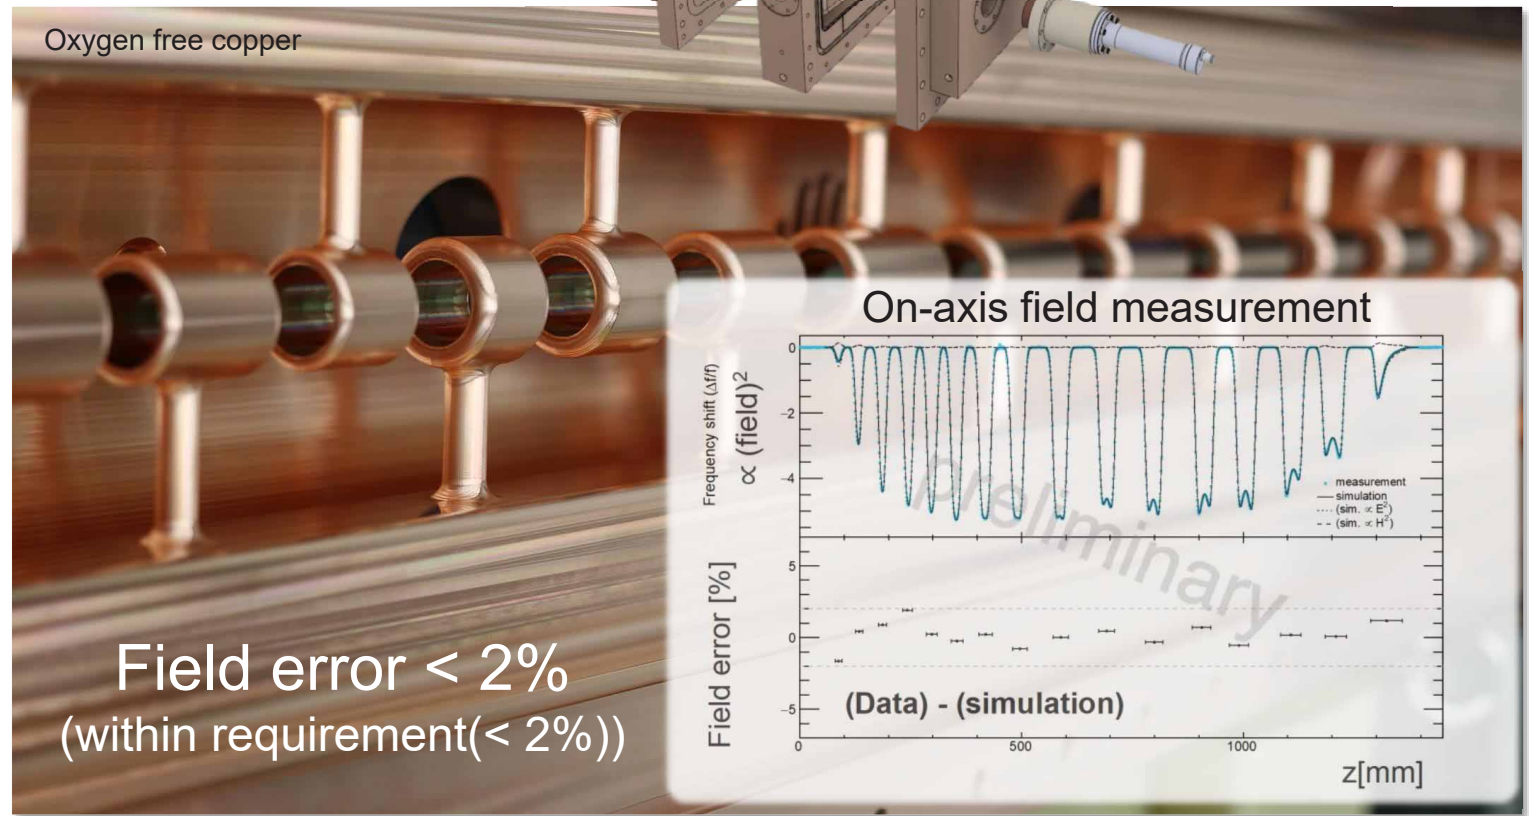 Oxygen free copper
On-axis field measurement
Frequency shift (Δf/f)
∝ (field)²
0
−2
−4
measurement
simulation
(sim. ∝ E²)
(sim. ∝ H²)
preliminary
Field error [%]
5
0
−5
(Data) - (simulation)
0
500
1000
z[mm]
Field error < 2%
(within requirement(< 2%))